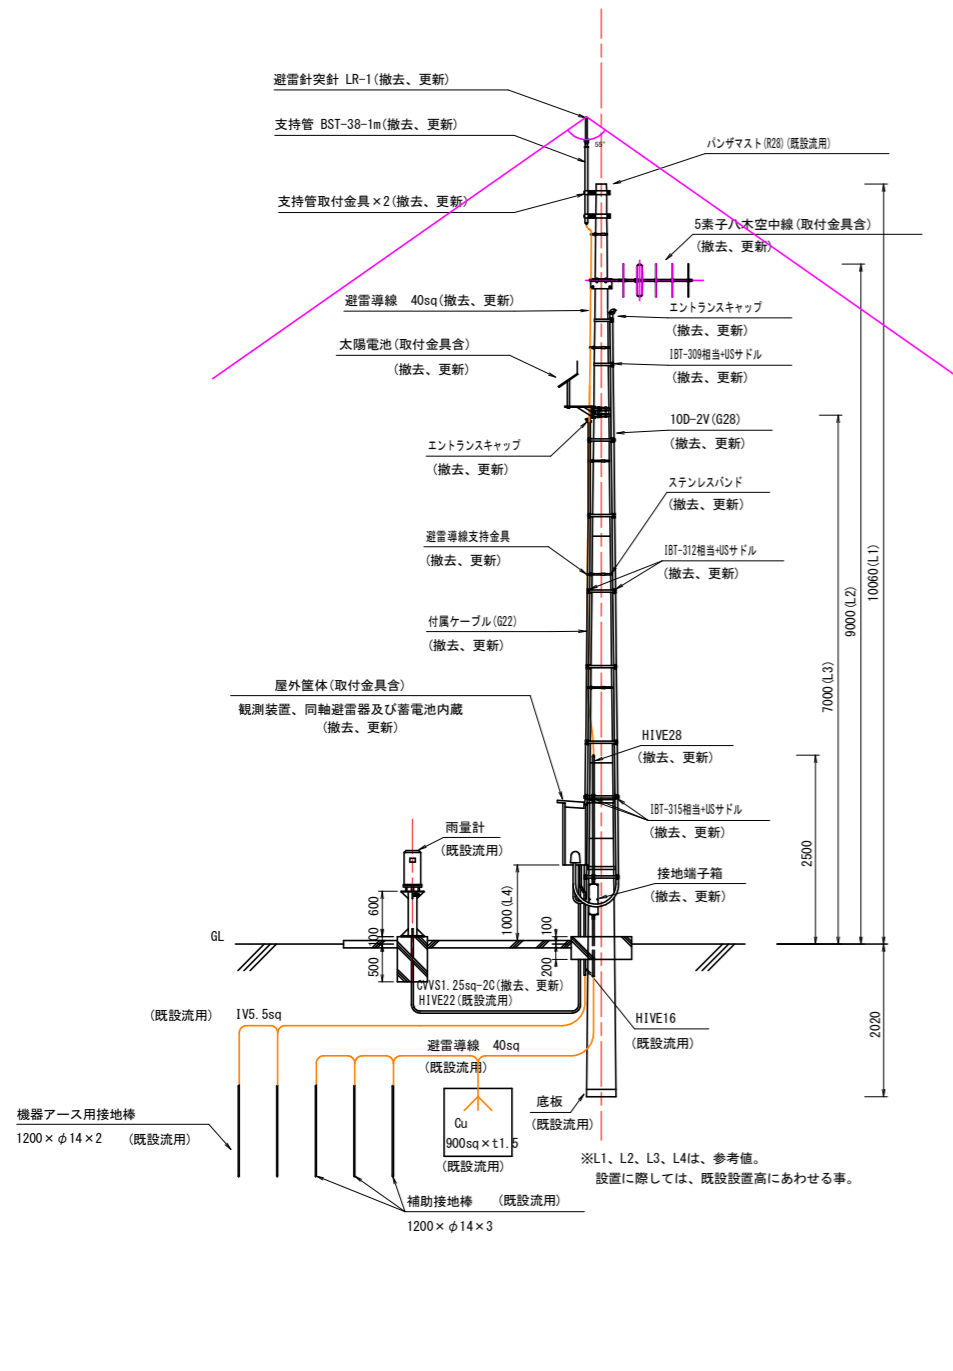 避雷針突針 LR-1(撤去、更新)
支持管 BST-38-1m(撤去、更新)
55°
パンザマスト(R28)(既設流用)
支持管取付金具×2(撤去、更新)
5素子八木空中線(取付金具含)
(撤去、更新)
避雷導線 40sq(撤去、更新)
エントランスキャップ
(撤去、更新)
太陽電池(取付金具含)
(撤去、更新)
IBT-309相当+USサドル
(撤去、更新)
10D-2V(G28)
(撤去、更新)
エントランスキャップ
(撤去、更新)
ステンレスバンド
(撤去、更新)
避雷導線支持金具
(撤去、更新)
IBT-312相当+USサドル
(撤去、更新)
10060(L1)
9000(L2)
7000(L3)
付属ケーブル(G22)
(撤去、更新)
屋外筐体(取付金具含)
観測装置、同軸避雷器及び蓄電池内蔵
(撤去、更新)
HIVE28
(撤去、更新)
IBT-315相当+USサドル
(撤去、更新)
2500
雨量計
(既設流用)
接地端子箱
(撤去、更新)
1000(L4)
600
100
100
GL
500
200
CVVS1.25sq-2C(撤去、更新)
HIVE22(既設流用)
(既設流用) IV5.5sq
HIVE16
(既設流用)
2020
避雷導線 40sq
(既設流用)
底板
(既設流用)
Cu
900sq×t1.5
(既設流用)
機器アース用接地棒
1200×φ14×2 (既設流用)
補助接地棒 (既設流用)
1200×φ14×3
※L1、L2、L3、L4は、参考値。
設置に際しては、既設設置高にあわせる事。